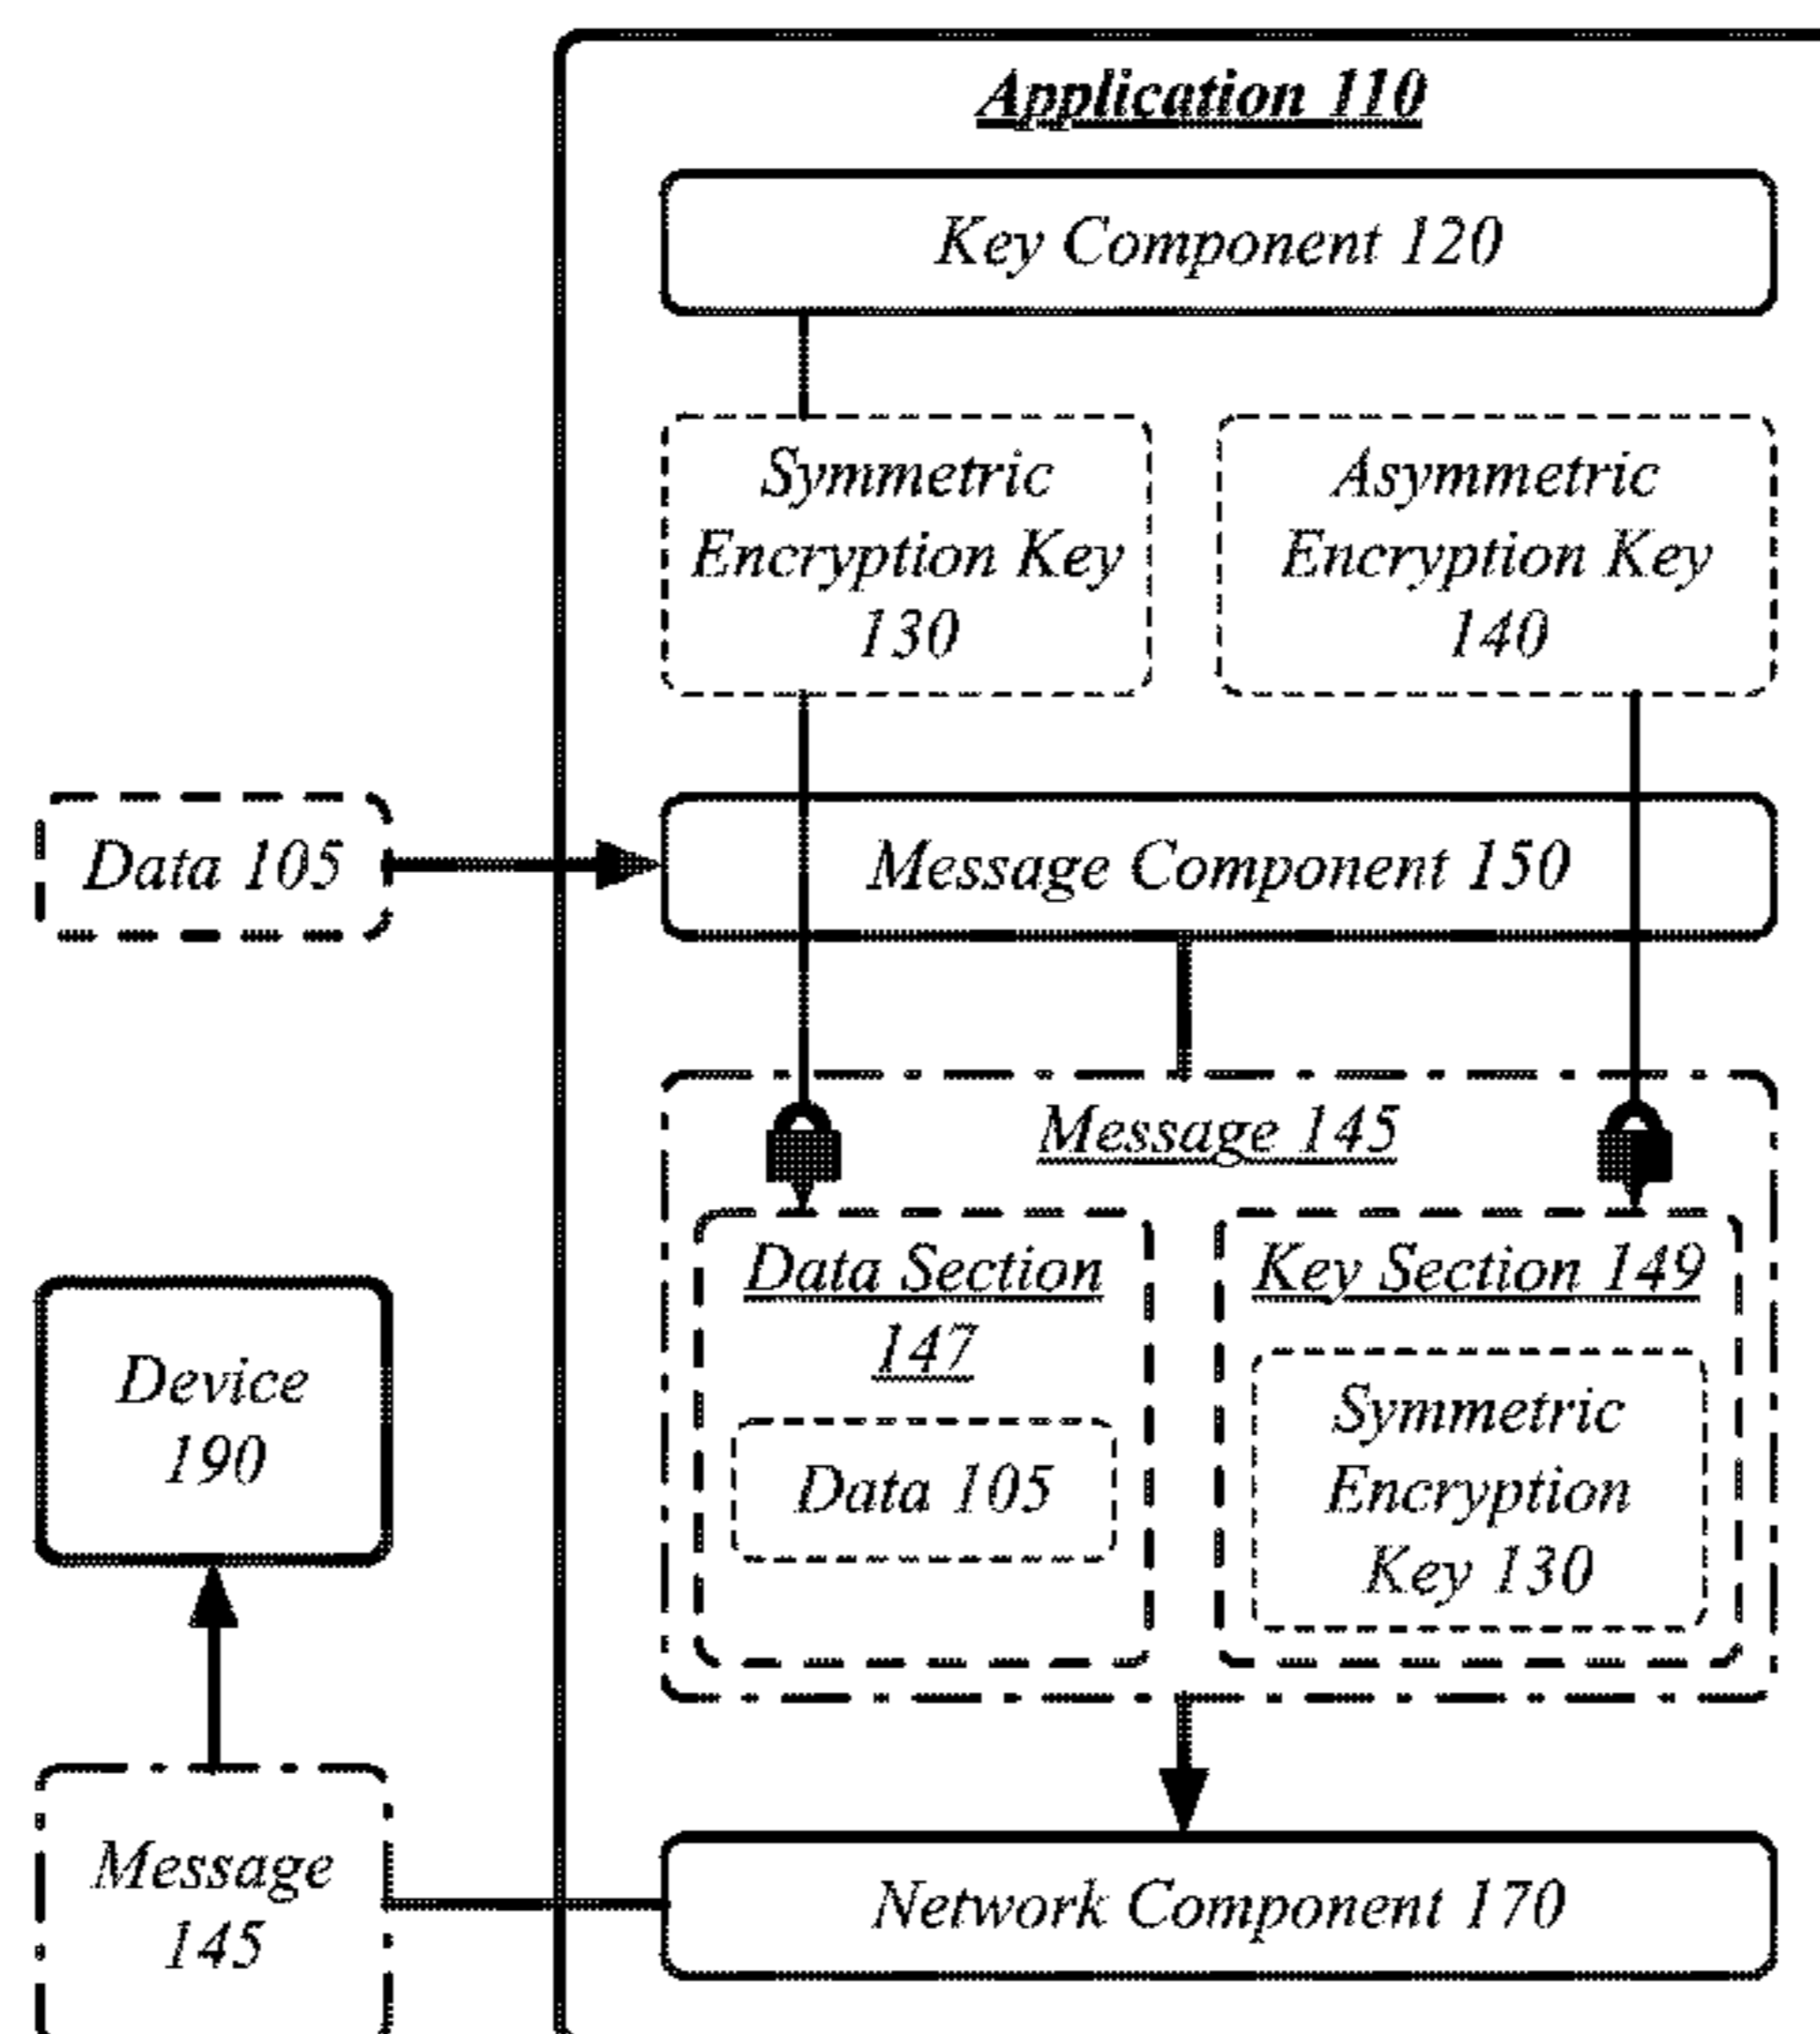 Application 110
Key Component 120
Symmetric
Encryption Key
130
Asymmetric
Encryption Key
140
Data 105
Message Component 150
Message 145
Data Section
147
Data 105
Key Section 149
Symmetric
Encryption
Key 130
Device
190
Message
145
Network Component 170